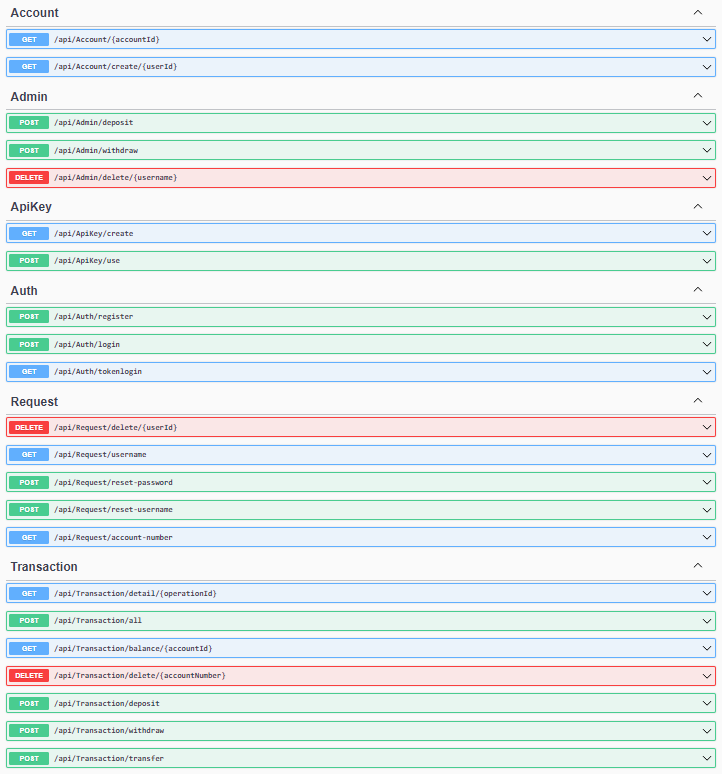 Account
GET /api/Account/{accountId}
GET /api/Account/create/{userId}
Admin
POST /api/Admin/deposit
POST /api/Admin/withdraw
DELETE /api/Admin/delete/{username}
ApiKey
GET /api/ApiKey/create
POST /api/ApiKey/use
Auth
POST /api/Auth/register
POST /api/Auth/login
GET /api/Auth/tokenlogin
Request
DELETE /api/Request/delete/{userId}
GET /api/Request/username
POST /api/Request/reset-password
POST /api/Request/reset-username
GET /api/Request/account-number
Transaction
GET /api/Transaction/detail/{operationId}
POST /api/Transaction/all
GET /api/Transaction/balance/{accountId}
DELETE /api/Transaction/delete/{accountNumber}
POST /api/Transaction/deposit
POST /api/Transaction/withdraw
POST /api/Transaction/transfer